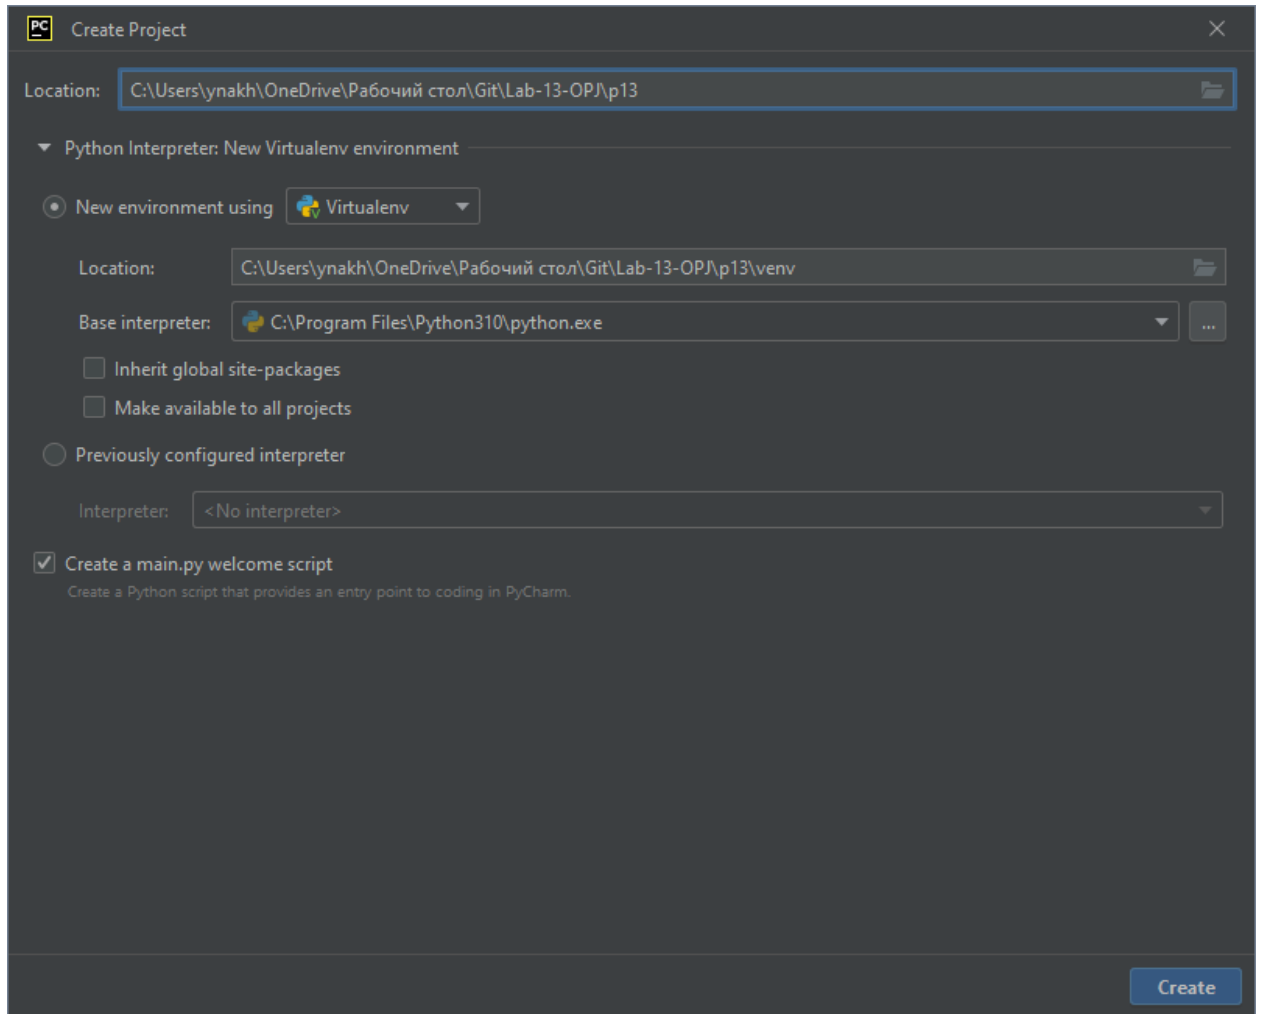 PC Create Project
Location: C:\Users\ynakh\OneDrive\Рабочий стол\Git\Lab-13-OPJ\p13
Python Interpreter: New Virtualenv environment
New environment using Virtualenv
Location: C:\Users\ynakh\OneDrive\Рабочий стол\Git\Lab-13-OPJ\p13\venv
Base interpreter: C:\Program Files\Python310\python.exe ...
Inherit global site-packages
Make available to all projects
Previously configured interpreter
Interpreter: <No interpreter>
Create a main.py welcome script
Create a Python script that provides an entry point to coding in PyCharm.
Create